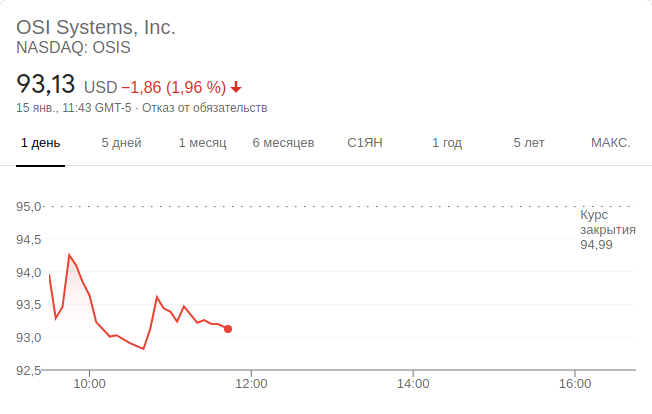 OSI Systems, Inc.
NASDAQ: OSIS
93,13 USD −1,86 (1,96 %)
15 янв., 11:43 GMT-5 · Отказ от обязательств
1 день 5 дней 1 месяц 6 месяцев С1ЯН 1 год 5 лет МАКС.
95,0
Курс
закрытия
94,99
94,5
94,0
93,5
93,0
92,5
10:00 12:00 14:00 16:00